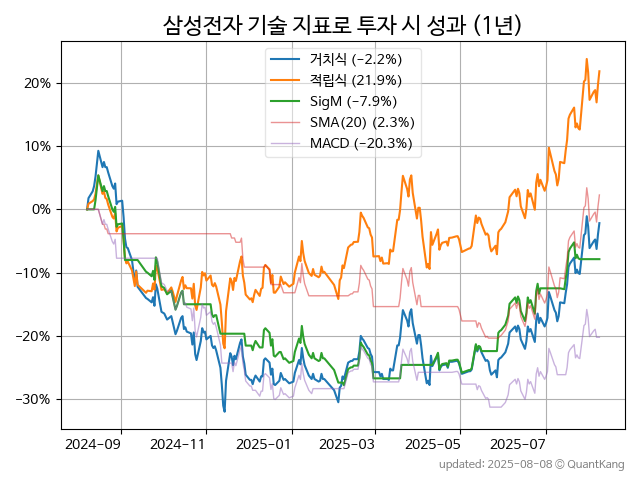 삼성전자 기술 지표로 투자 시 성과 (1년)
거치식 (−2.2%)
적립식 (21.9%)
SigM (−7.9%)
SMA(20) (2.3%)
MACD (−20.3%)
20%
10%
0%
−10%
−20%
−30%
2024-09 2024-11 2025-01 2025-03 2025-05 2025-07
updated: 2025-08-08 ⓒ QuantKang